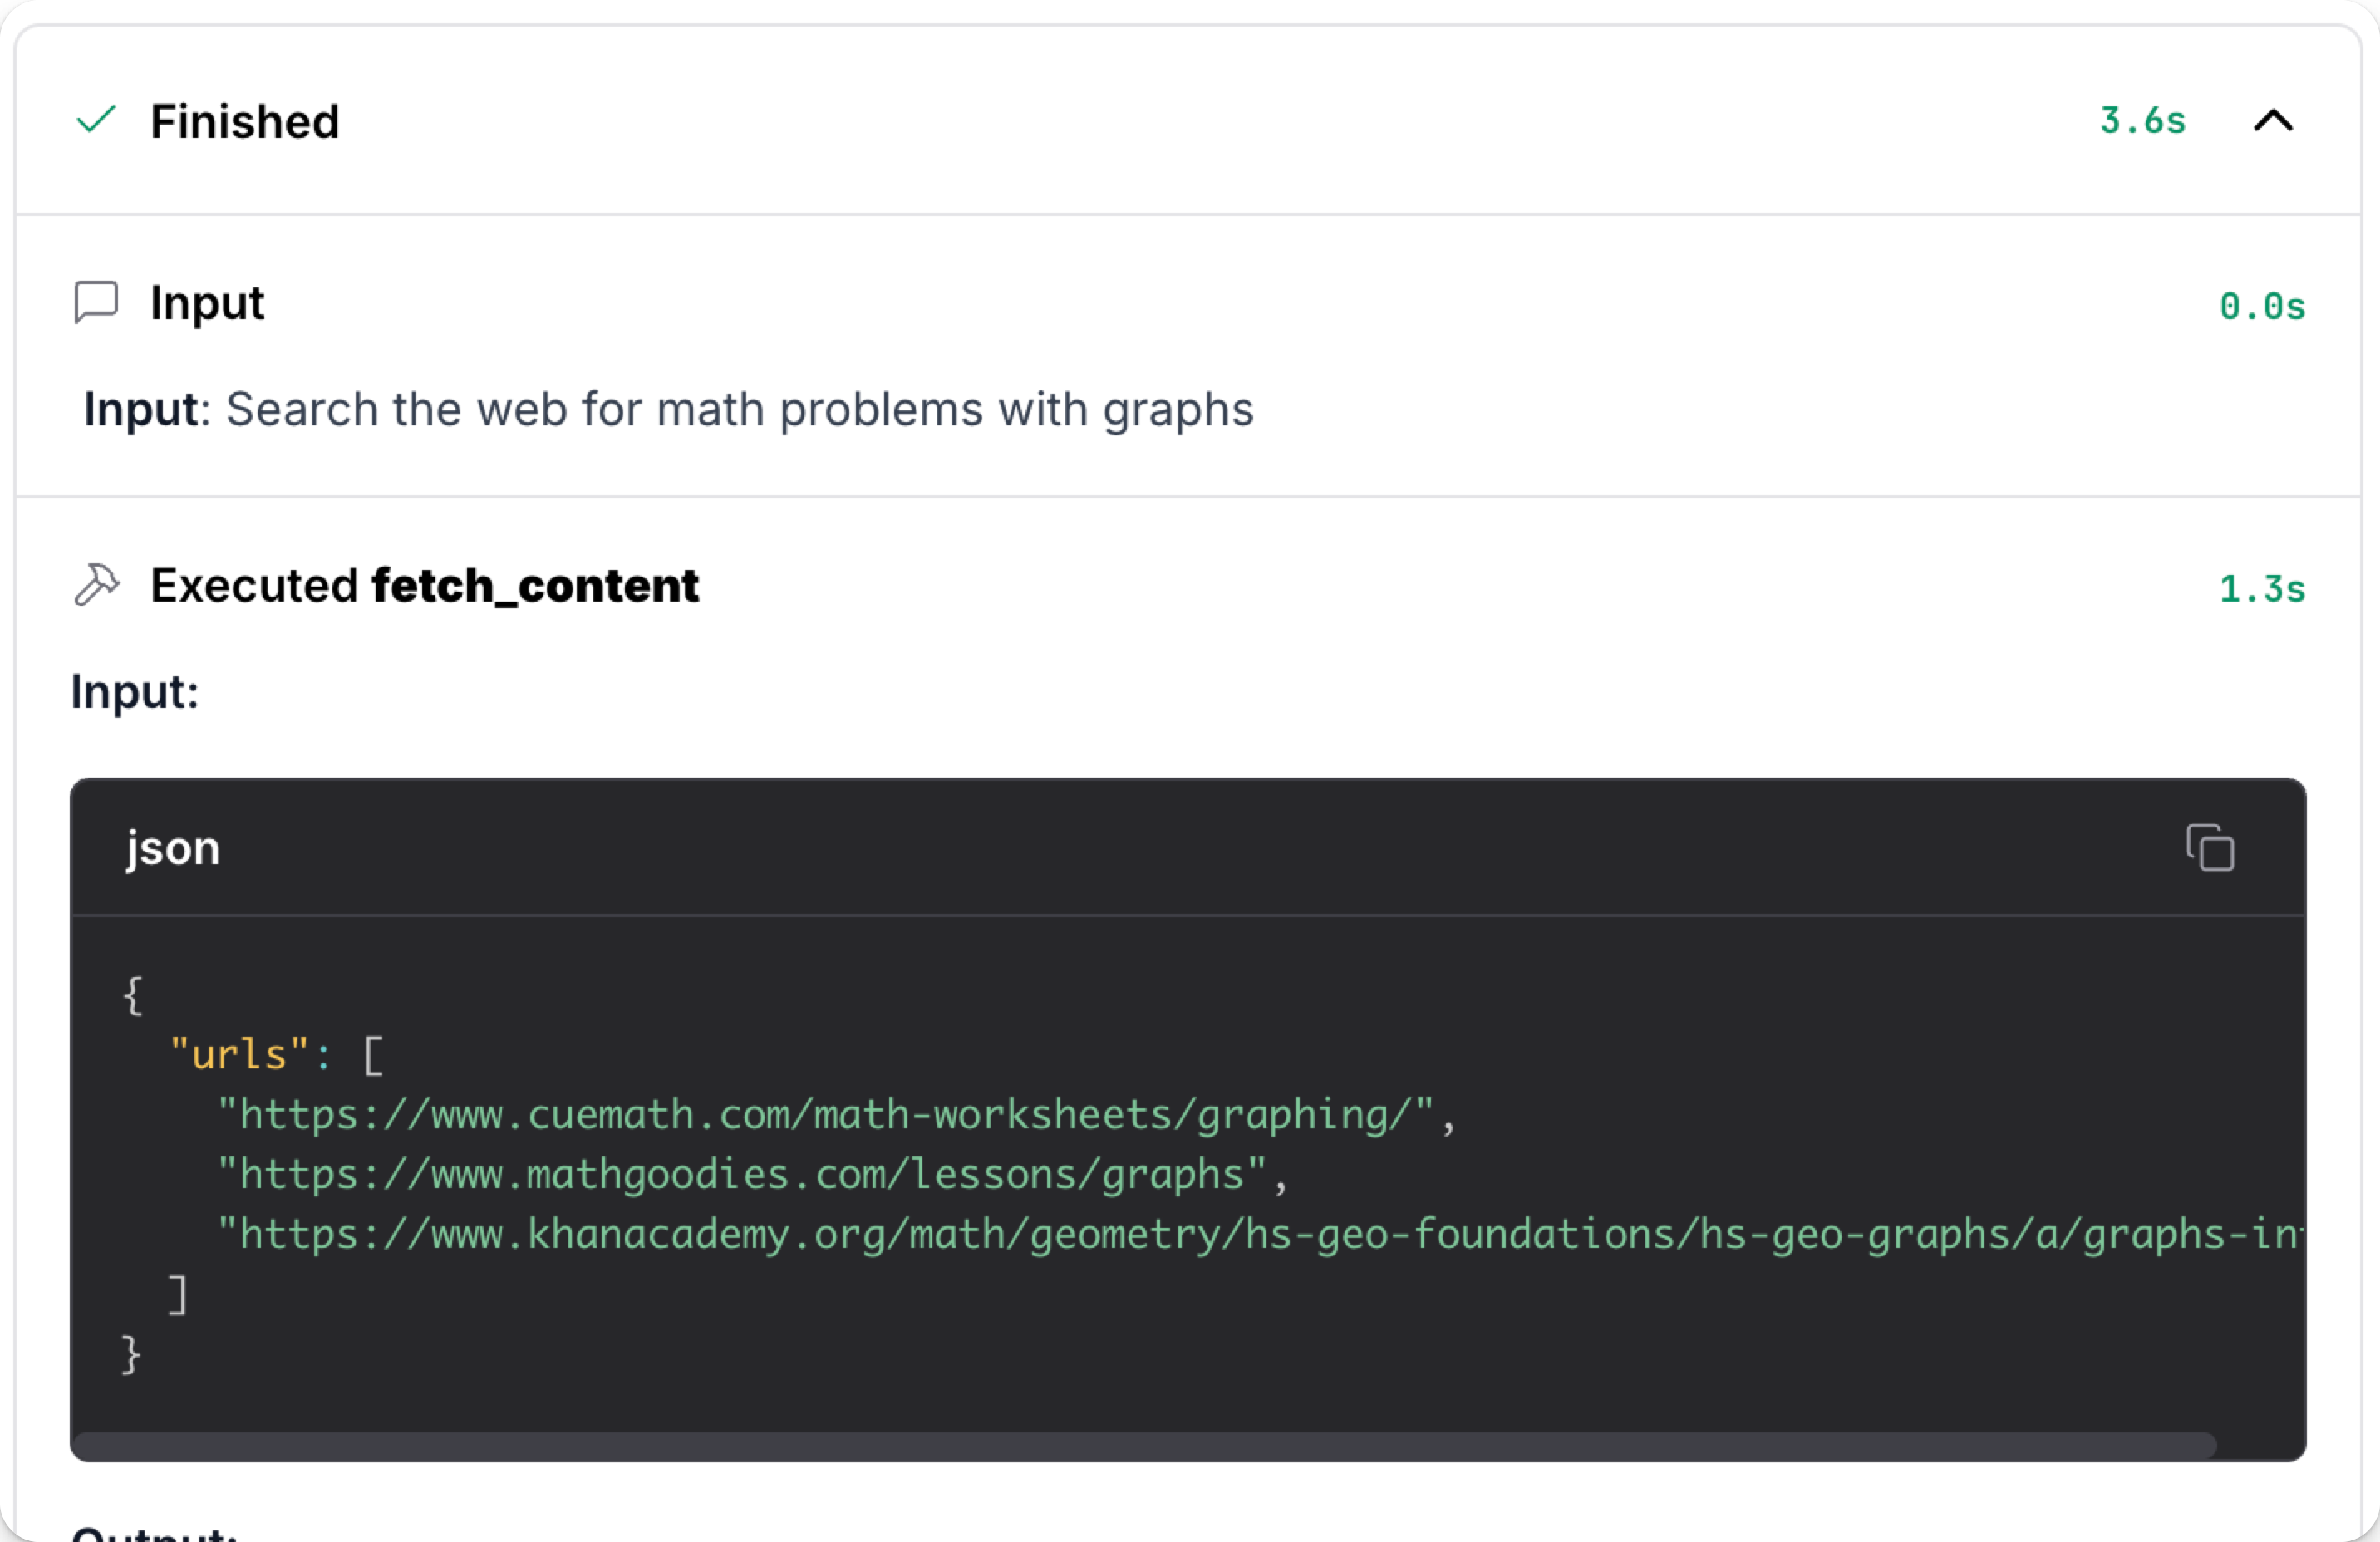 Finished 3.6s
Input 0.0s
Input: Search the web for math problems with graphs
Executed fetch_content 1.3s
Input:
json
{
"urls": [
"https://www.cuemath.com/math-worksheets/graphing/",
"https://www.mathgoodies.com/lessons/graphs",
"https://www.khanacademy.org/math/geometry/hs-geo-foundations/hs-geo-graphs/a/graphs-in
]
}
Output: